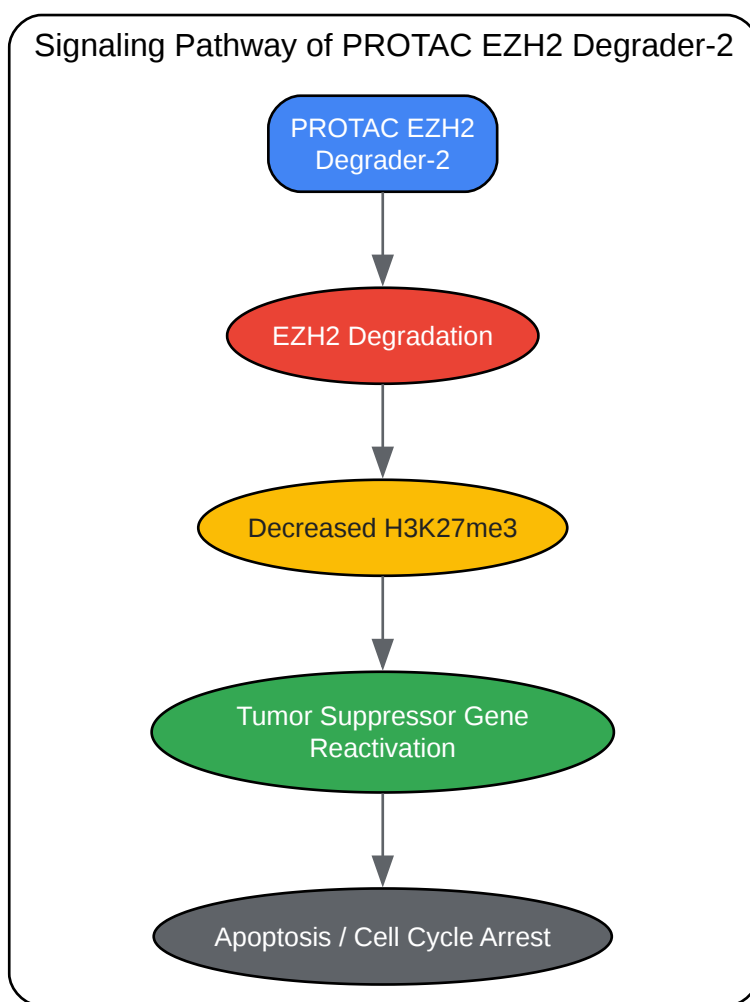 Signaling Pathway of PROTAC EZH2 Degrader-2
PROTAC EZH2
Degrader-2
EZH2 Degradation
Decreased H3K27me3
Tumor Suppressor Gene
Reactivation
Apoptosis / Cell Cycle Arrest